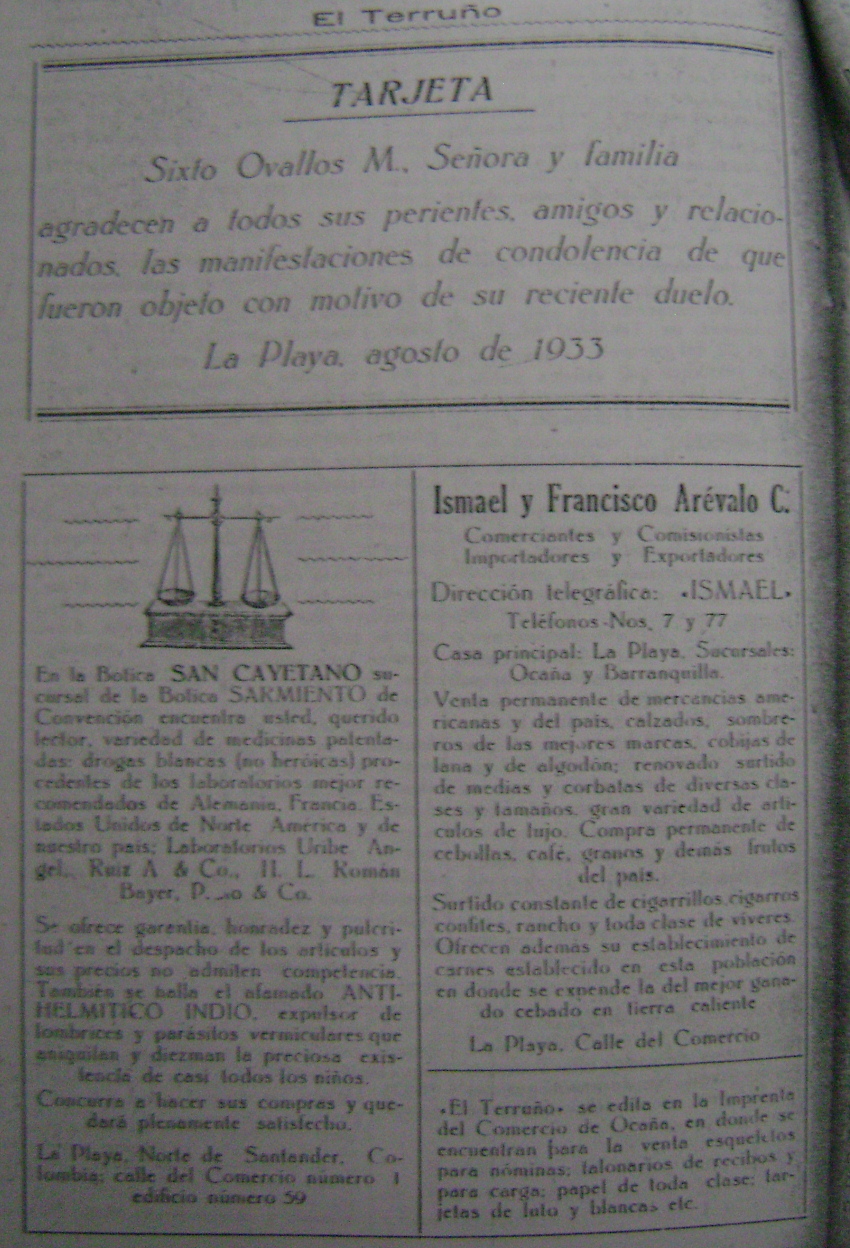 El Terruño
TARJETA
Sixto Ovallos M., Señora y familia
agradecen a todos sus perientes, amigos y relacio-
nados, las manifestaciones de condolencia de que
fueron objeto con motivo de su reciente duelo.
La Playa, agosto de 1933
En la Botica SAN CAYETANO su-
cursal de la Botica SARMIENTO de
Convención encuentra usted, querido
lector, variedad de medicinas patenta-
das; drogas blancas (no heróicas) pro-
cedentes de los laboratorios mejor re-
comendados de Alemania, Francia, Es-
tados Unidos de Norte América y de
nuestro país; Laboratorios Uribe An-
gel, Ruiz A & Co., H. L. Román
Bayer, & Co.
Se ofrece garantía, honradez y pulcri-
tud en el despacho de los artículos y
sus precios no admiten competencia.
También se halla el afamado ANTI-
HELMITICO INDIO, expulsor de
lombrices y parásitos vermiculares que
aniquilan y diezman la preciosa exis-
tencia de casi todos los niños.
Concurra a hacer sus compras y que-
dará plenamente satisfecho.
La Playa, Norte de Santander, Co-
lombia; calle del Comercio número 1
edificio número 59
Ismael y Francisco Arévalo C.
Comerciantes y Comisionistas
Importadores y Exportadores
Dirección telegráfica: «ISMAEL»
Teléfonos Nos. 7 y 77
Casa principal: La Playa. Sucursales:
Ocaña y Barranquilla.
Venta permanente de mercancías ame-
ricanas y del país, calzados, sombre-
ros de las mejores marcas, cobijas de
lana y de algodón; renovado surtido
de medias y corbatas de diversas cla-
ses y tamaños, gran variedad de artí-
culos de lujo. Compra permanente de
cebollas, café, granos y demás frutos
del país.
Surtido constante de cigarrillos, cigarros
confites, rancho y toda clase de víveres.
Ofrecen además su establecimiento de
carnes establecido en esta población
en donde se expende la del mejor gana-
do cebado en tierra caliente
La Playa, Calle del Comercio
«El Terruño» se edita en la Imprenta
del Comercio de Ocaña, en donde se
encuentran para la venta esqueletos
para nóminas; talonarios de recibos y
para carga; papel de toda clase; tar-
jetas de luto y blancas etc.